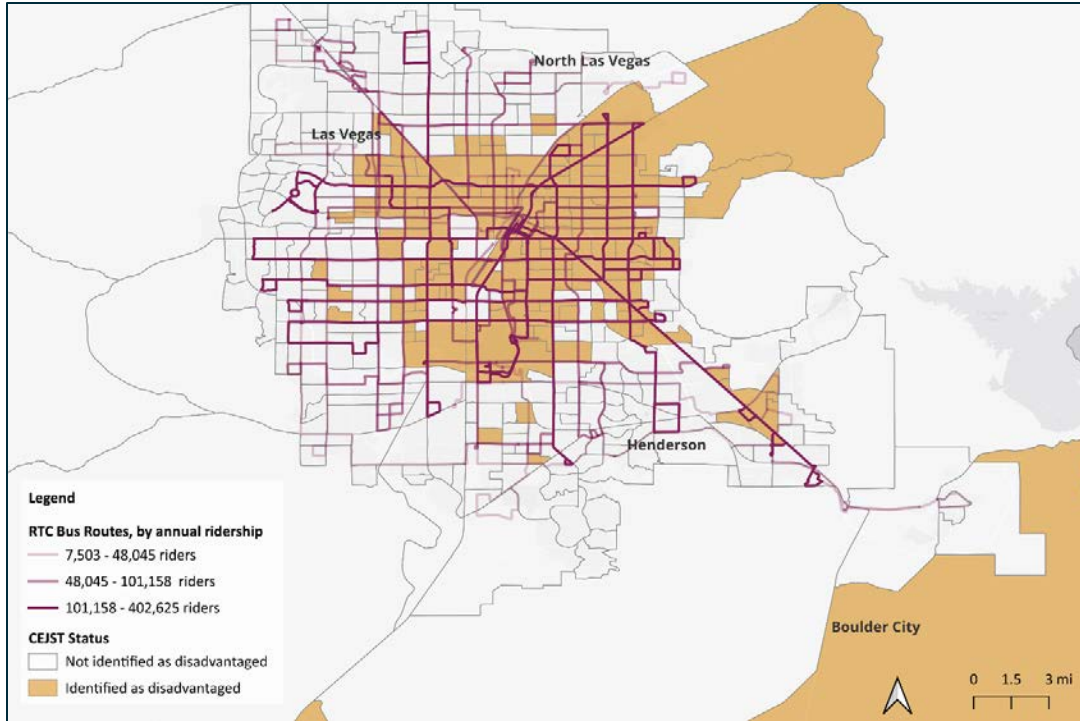 North Las Vegas
Las Vegas
Henderson
Boulder City
Legend
RTC Bus Routes, by annual ridership
7,503 - 48,045 riders
48,045 - 101,158 riders
101,158 - 402,625 riders
CEJST Status
Not identified as disadvantaged
Identified as disadvantaged
0 1.5 3 mi